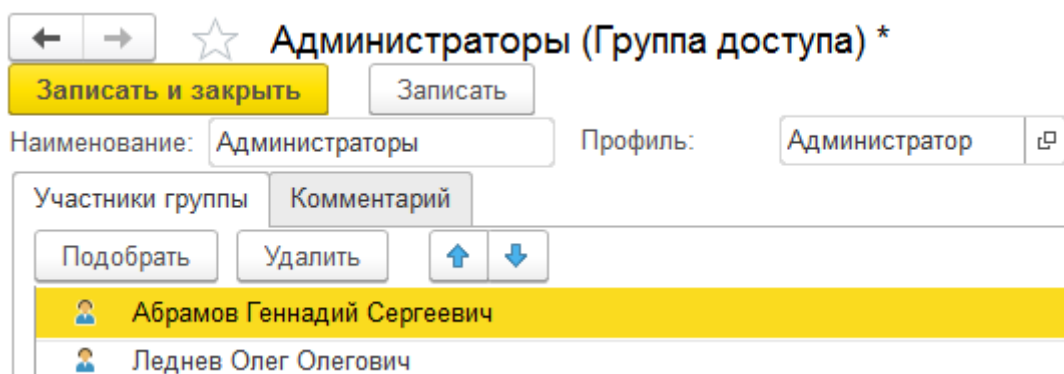 Администраторы (Группа доступа) *
Записать и закрыть Записать
Наименование: Администраторы Профиль: Администратор
Участники группы Комментарий
Подобрать Удалить
Абрамов Геннадий Сергеевич
Леднев Олег Олегович